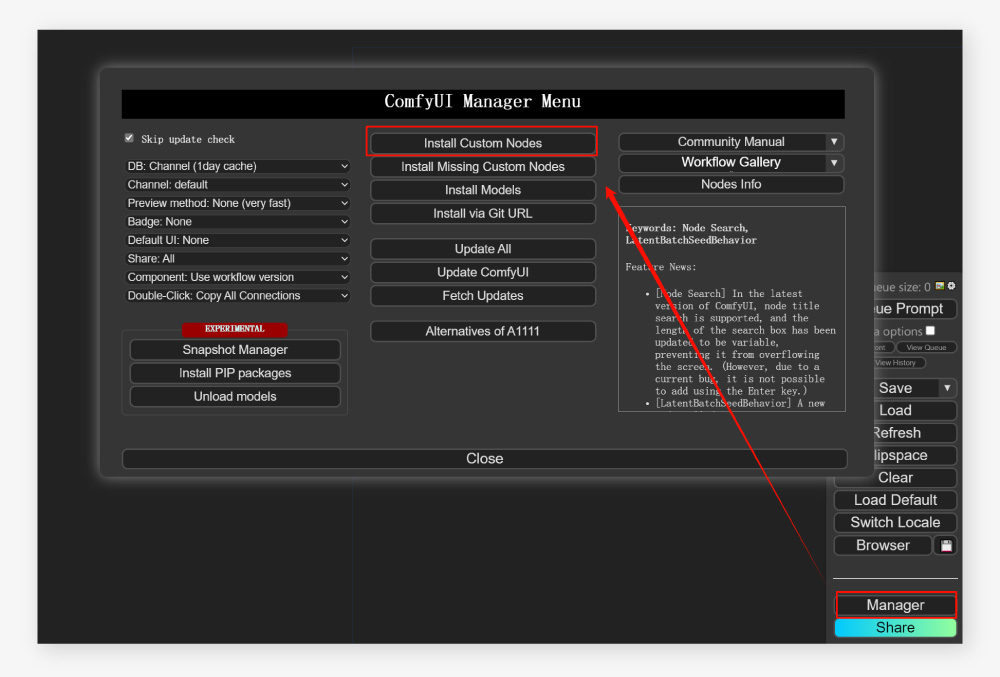 ComfyUI Manager Menu
Skip update check
DB: Channel (1day cache)
Channel: default
Preview method: None (very fast)
Badge: None
Default UI: None
Share: All
Component: Use workflow version
Double-Click: Copy All Connections
EXPERIMENTAL
Snapshot Manager
Install PIP packages
Unload models
Install Custom Nodes
Install Missing Custom Nodes
Install Models
Install via Git URL
Update All
Update ComfyUI
Fetch Updates
Alternatives of A1111
Community Manual
Workflow Gallery
Nodes Info
Keywords: Node Search,
LatentBatchSeedBehavior
Feature News:
• [Node Search] In the latest
version of ComfyUI, node title
search is supported, and the
length of the search box has been
updated to be variable,
preventing it from overflowing
the screen. (However, due to a
current bug, it is not possible
to add using the Enter key.)
• [LatentBatchSeedBehavior] A new
Close
size: 0
Prompt
options
View Queue
View History
Save
Load
Refresh
lipspace
Clear
Load Default
Switch Locale
Browser
Manager
Share